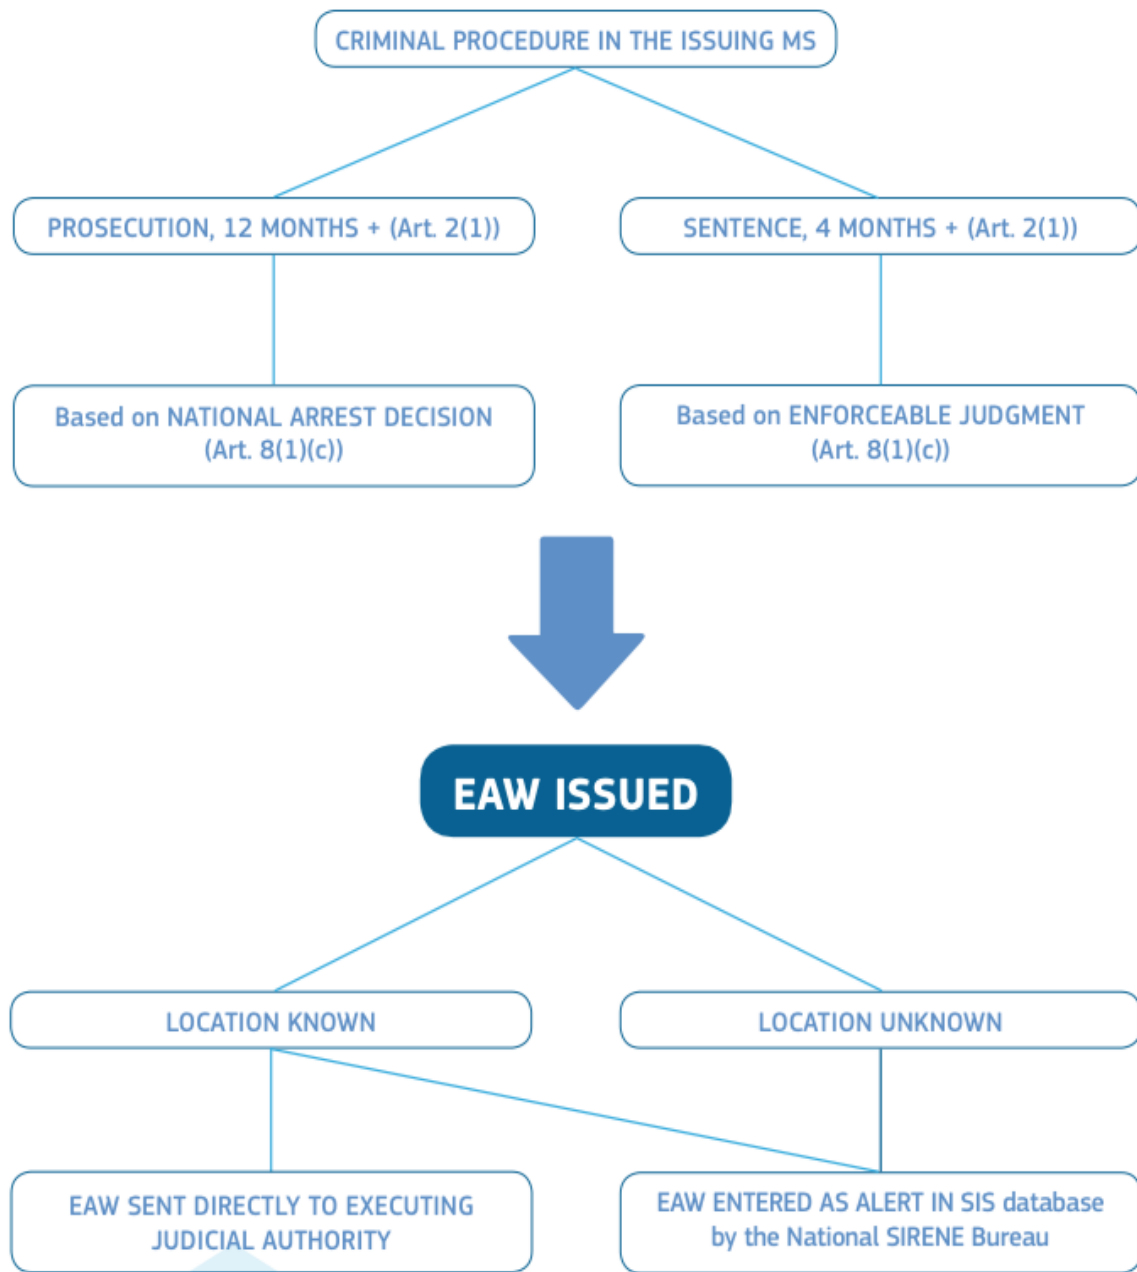 CRIMINAL PROCEDURE IN THE ISSUING MS
PROSECUTION, 12 MONTHS + (Art. 2(1))
SENTENCE, 4 MONTHS + (Art. 2(1))
Based on NATIONAL ARREST DECISION
(Art. 8(1)(c))
Based on ENFORCEABLE JUDGMENT
(Art. 8(1)(c))
EAW ISSUED
LOCATION KNOWN
LOCATION UNKNOWN
EAW SENT DIRECTLY TO EXECUTING
JUDICIAL AUTHORITY
EAW ENTERED AS ALERT IN SIS database
by the National SIRENE Bureau